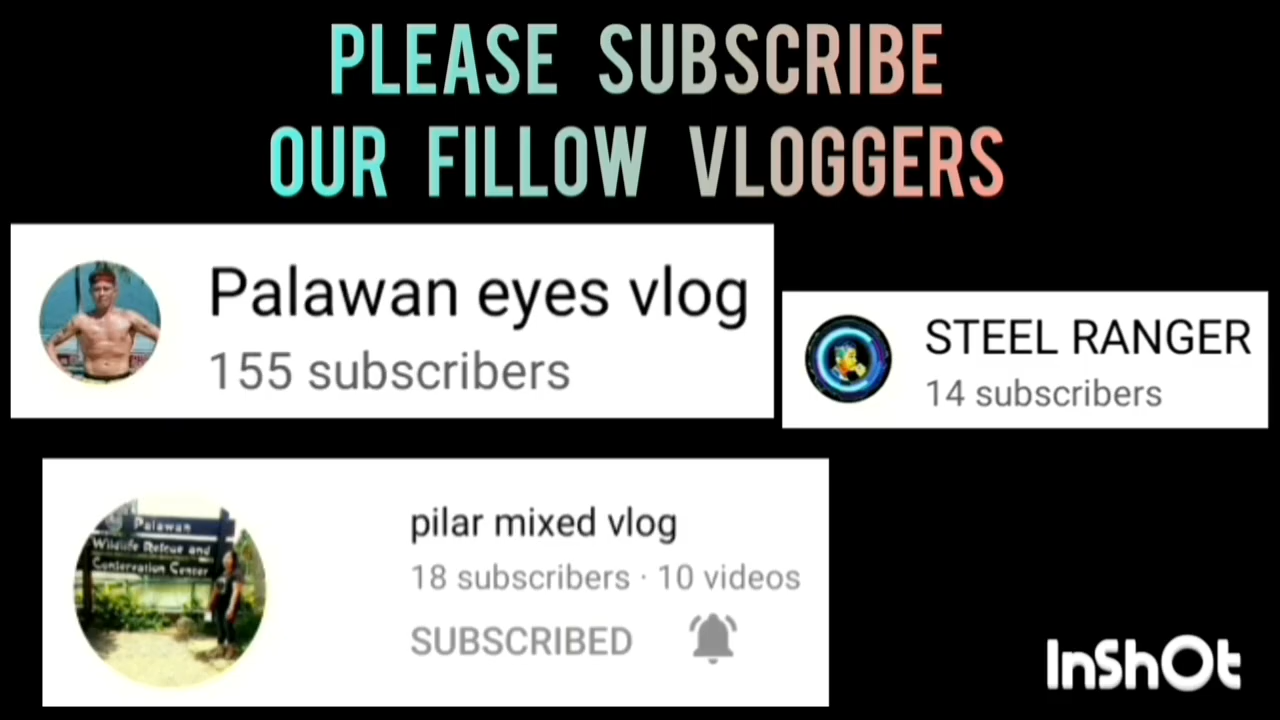 PLEASE SUBSCRIBE
OUR FILLOW VLOGGERS
Palawan eyes vlog
155 subscribers
STEEL RANGER
14 subscribers
Palawan
Wildlife Rescue and
Conservation Center
pilar mixed vlog
18 subscribers · 10 videos
SUBSCRIBED
InShOt